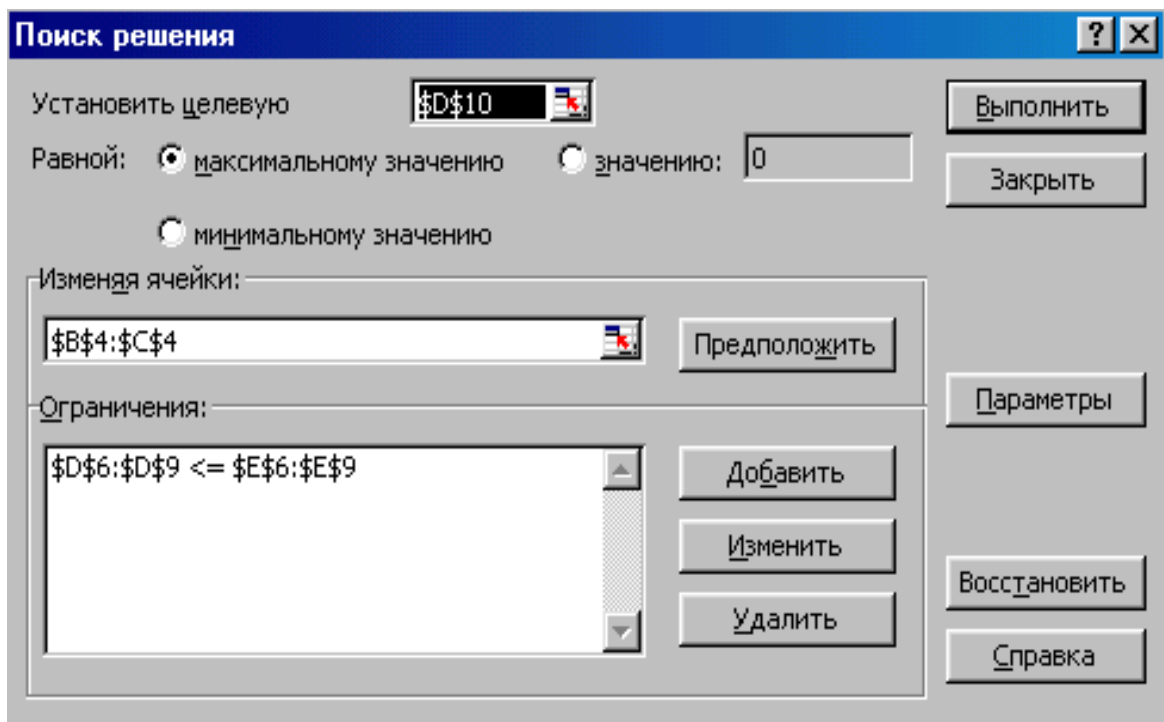 Поиск решения
? ×
Установить целевую $D$10
Выполнить
Равной: максимальному значению значению: 0
Закрыть
минимальному значению
Изменяя ячейки:
$B$4:$C$4
Предположить
Параметры
Ограничения:
$D$6:$D$9 <= $E$6:$E$9
Добавить
Изменить
Удалить
Восстановить
Справка